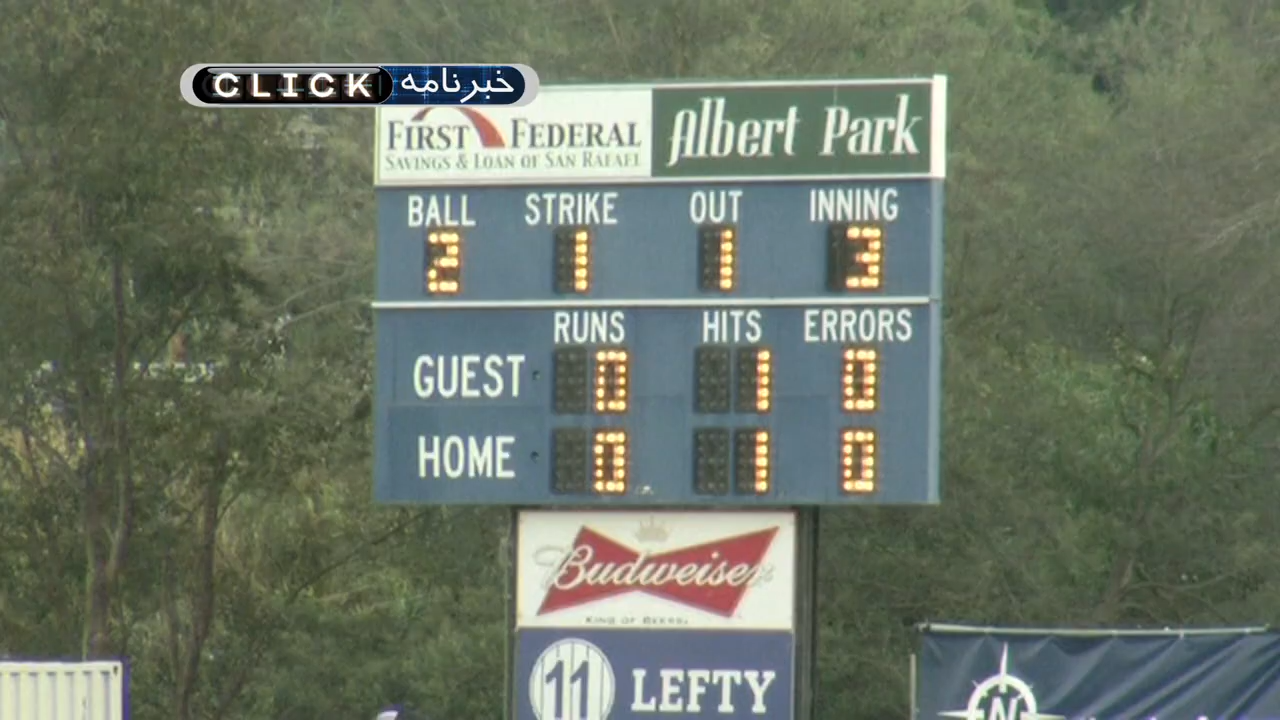 CLICK خبرنامه
FIRST FEDERAL
SAVINGS & LOAN OF SAN RAFAEL
Albert Park
BALL STRIKE OUT INNING
2 1 1 3
RUNS HITS ERRORS
GUEST 0 1 0
HOME 0 1 0
Budweiser
KING OF BEERS
11 LEFTY
N